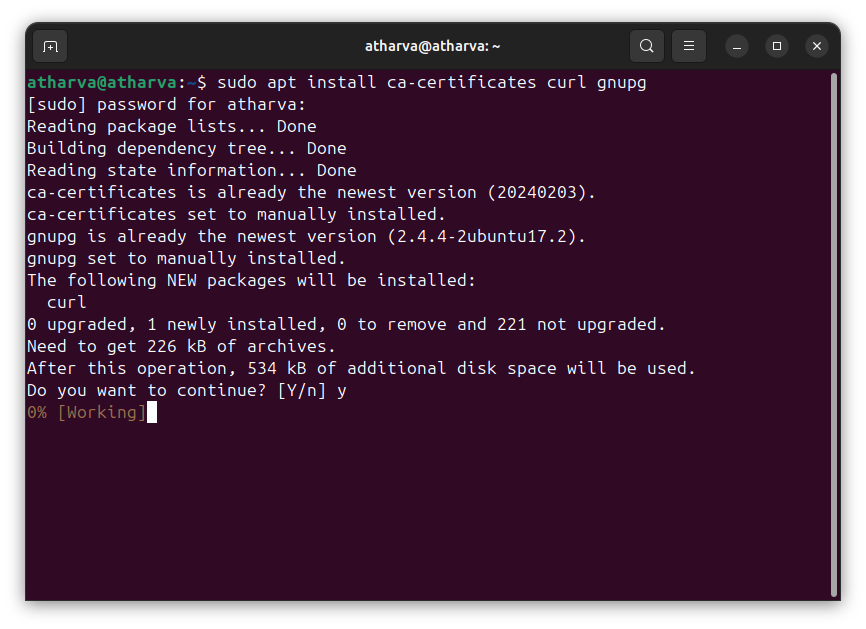 atharva@atharva: ~
atharva@atharva:~$ sudo apt install ca-certificates curl gnupg
[sudo] password for atharva:
Reading package lists... Done
Building dependency tree... Done
Reading state information... Done
ca-certificates is already the newest version (20240203).
ca-certificates set to manually installed.
gnupg is already the newest version (2.4.4-2ubuntu17.2).
gnupg set to manually installed.
The following NEW packages will be installed:
  curl
0 upgraded, 1 newly installed, 0 to remove and 221 not upgraded.
Need to get 226 kB of archives.
After this operation, 534 kB of additional disk space will be used.
Do you want to continue? [Y/n] y
0% [Working]